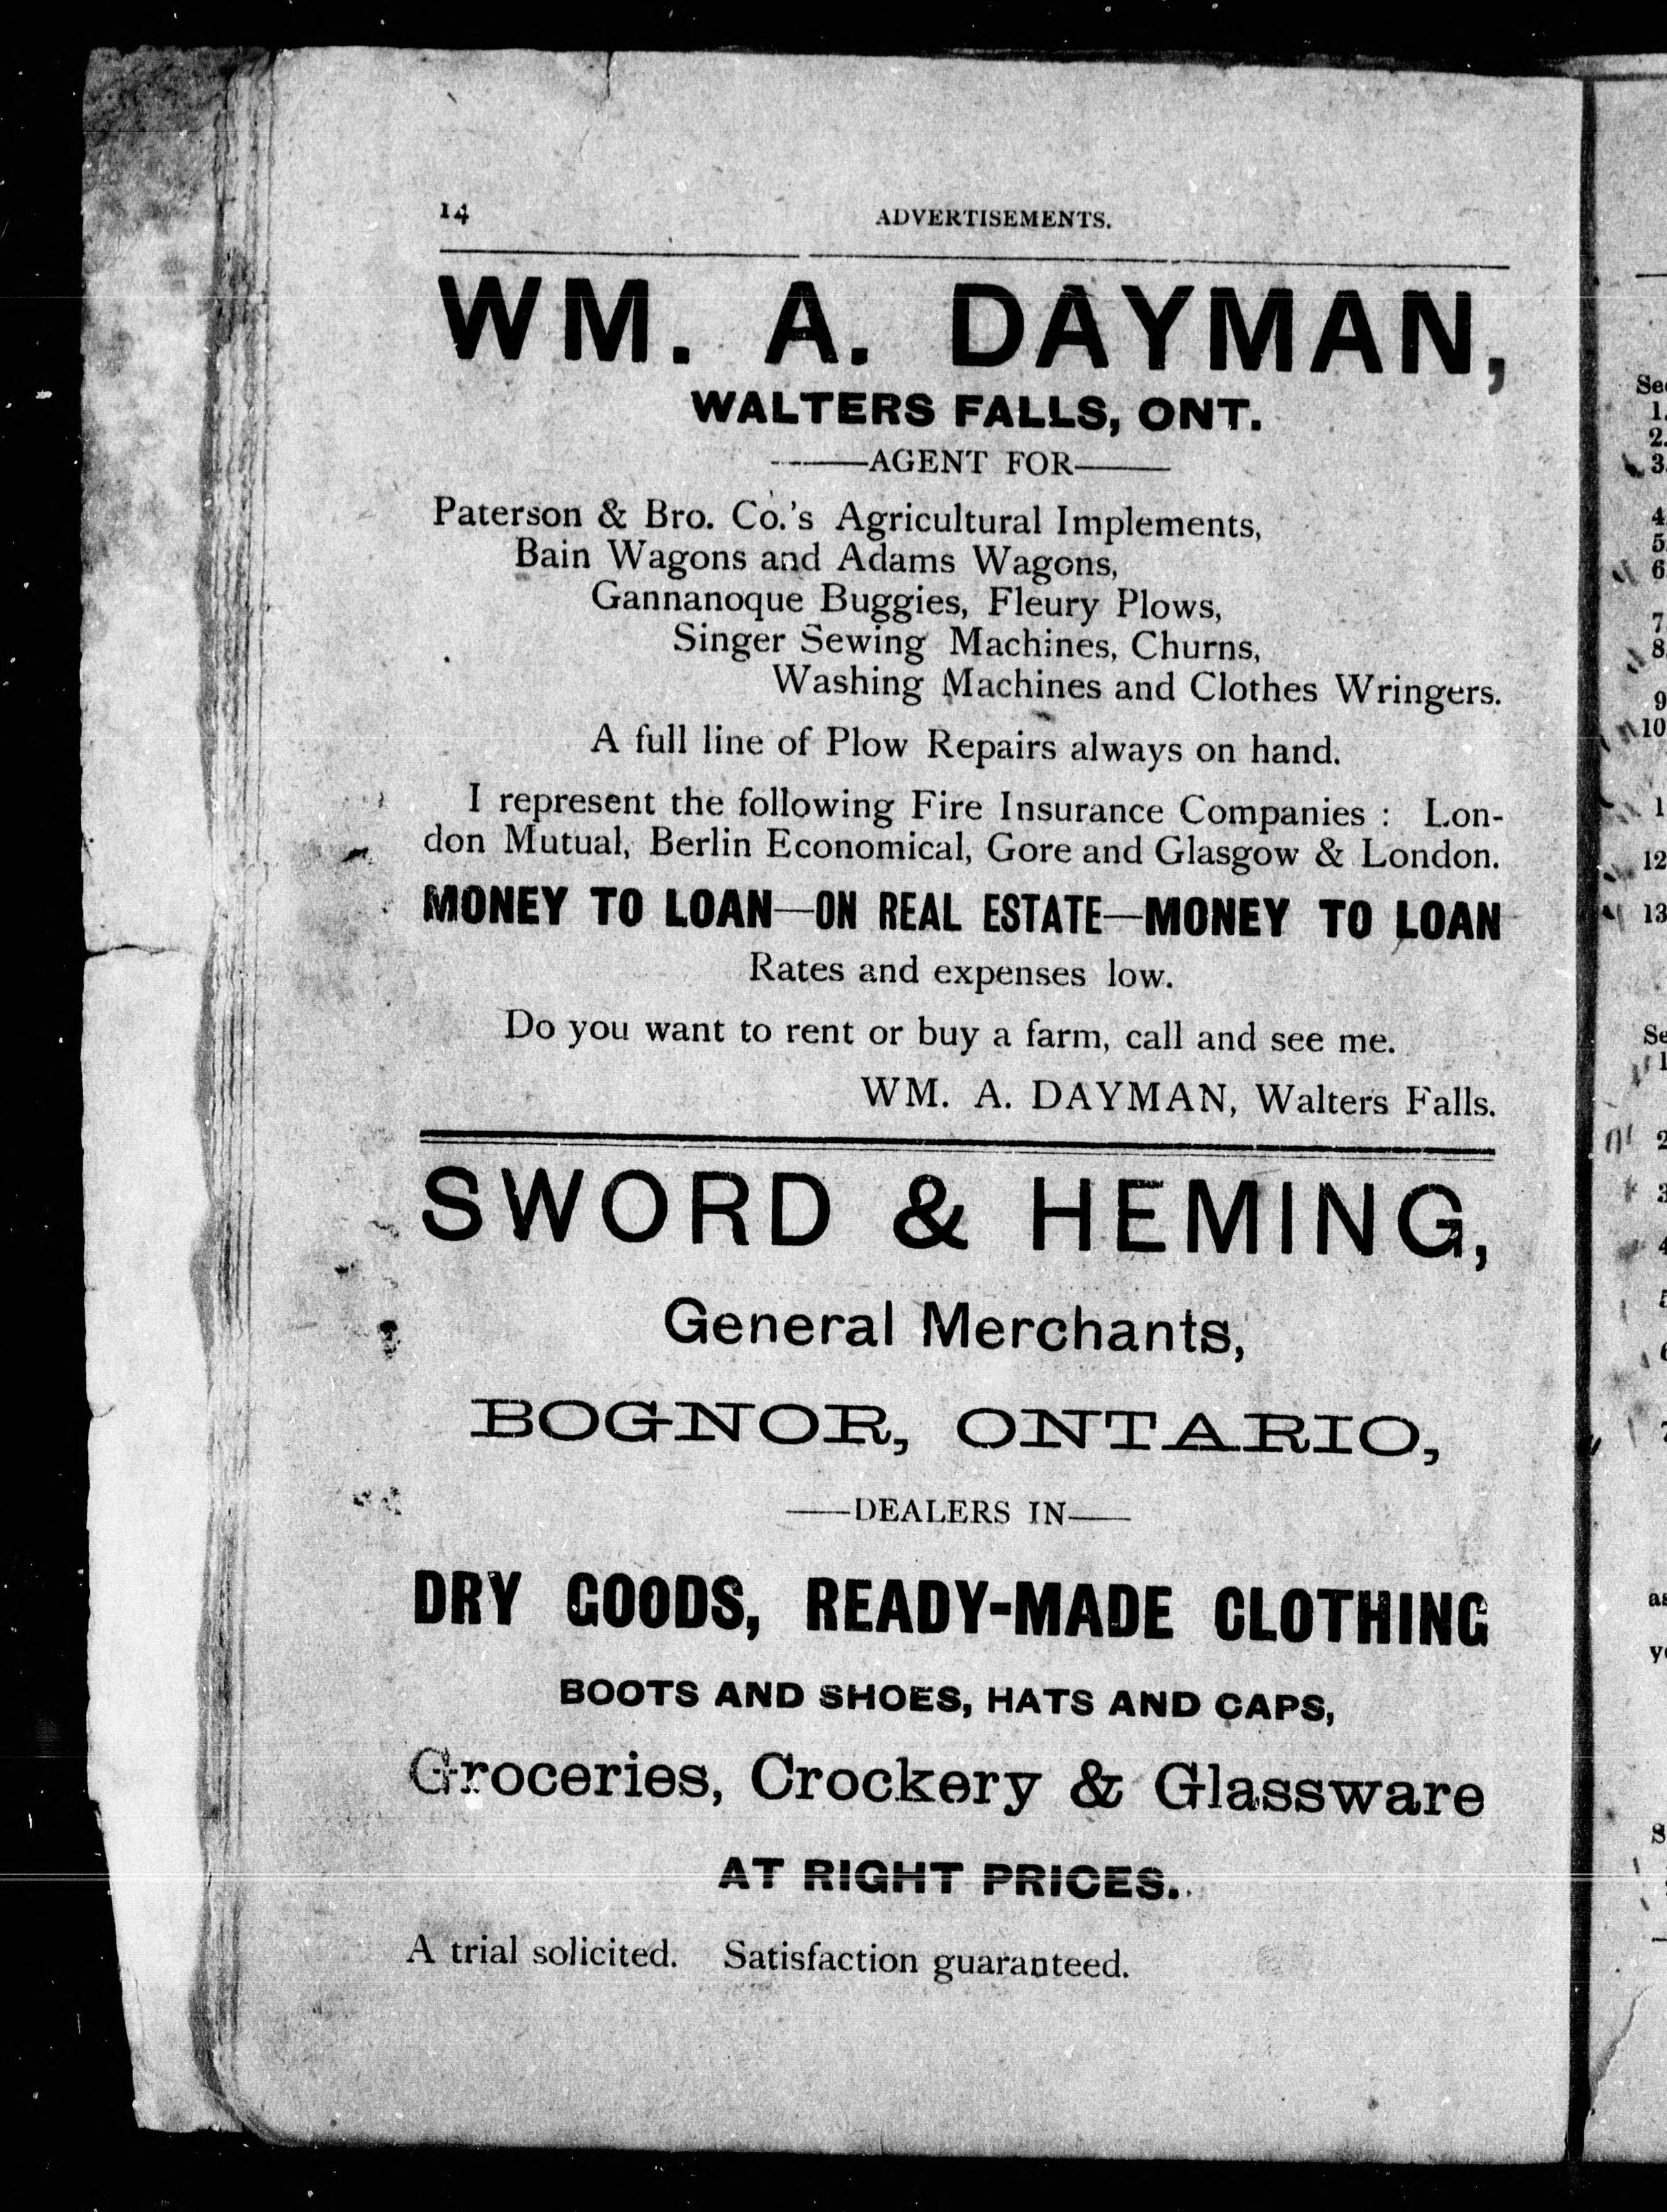 14 ADVERTISEMENTS.
WM. A. DAYMAN,
WALTERS FALLS, ONT.
———AGENT FOR———
Paterson & Bro. Co.'s Agricultural Implements,
Bain Wagons and Adams Wagons,
Gannanoque Buggies, Fleury Plows,
Singer Sewing Machines, Churns,
Washing Machines and Clothes Wringers.
A full line of Plow Repairs always on hand.
I represent the following Fire Insurance Companies : Lon-
don Mutual, Berlin Economical, Gore and Glasgow & London.
MONEY TO LOAN—ON REAL ESTATE—MONEY TO LOAN
Rates and expenses low.
Do you want to rent or buy a farm, call and see me.
WM. A. DAYMAN, Walters Falls.
SWORD & HEMING,
General Merchants,
BOGNOR, ONTARIO,
——DEALERS IN——
DRY GOODS, READY-MADE CLOTHING
BOOTS AND SHOES, HATS AND CAPS,
Groceries, Crockery & Glassware
AT RIGHT PRICES.
A trial solicited. Satisfaction guaranteed.